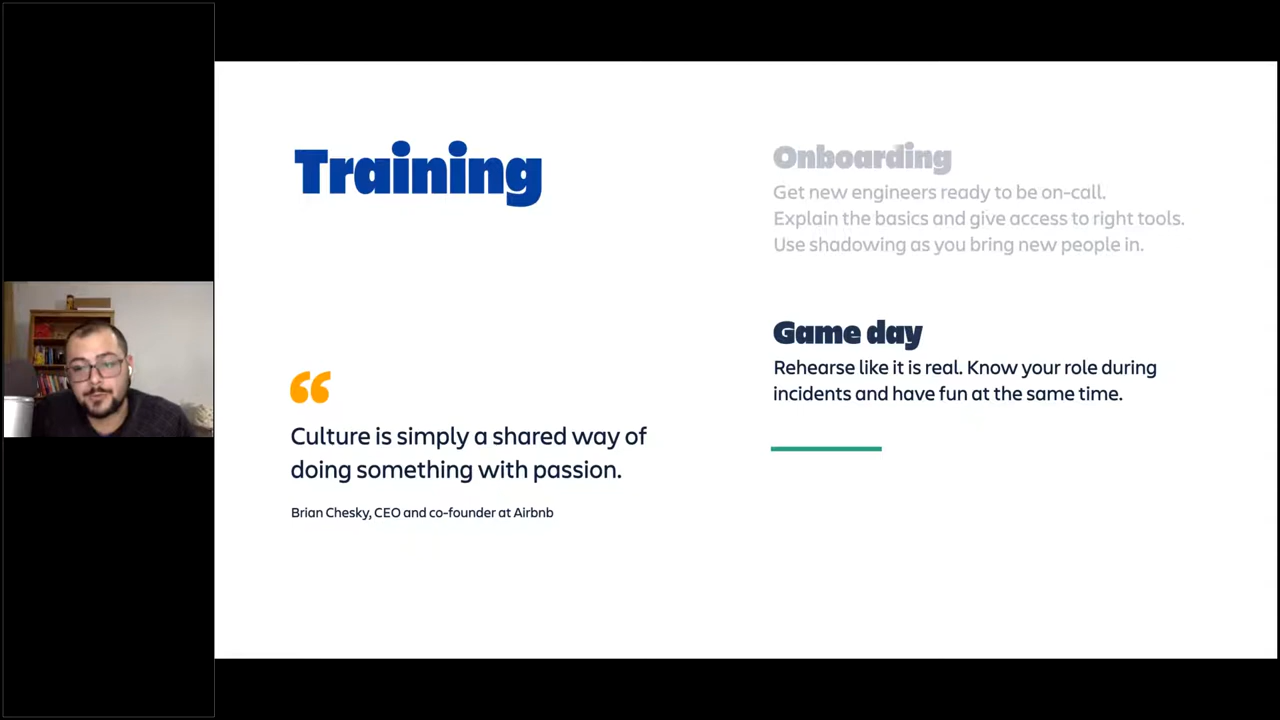 Training
“
Culture is simply a shared way of
doing something with passion.
Brian Chesky, CEO and co-founder at Airbnb
Onboarding
Get new engineers ready to be on-call.
Explain the basics and give access to right tools.
Use shadowing as you bring new people in.
Game day
Rehearse like it is real. Know your role during
incidents and have fun at the same time.